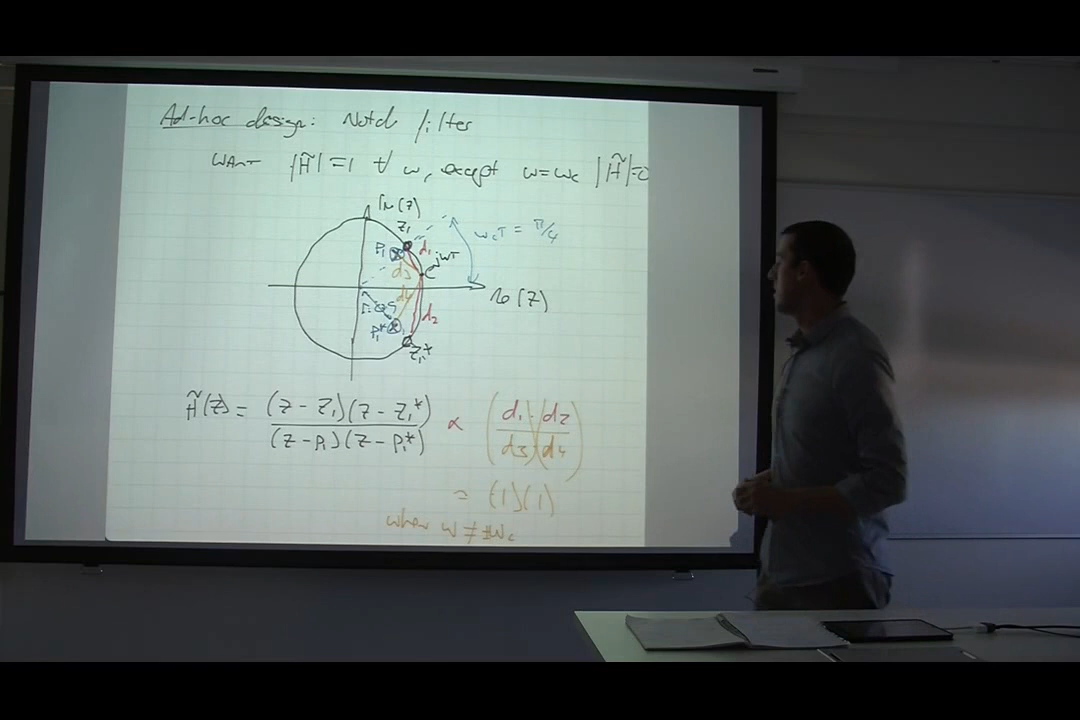 Ad-hoc design: Notch filter
WANT |H̃| = 1 ∀ ω, except ω = ωc |H̃| = 0
Im(z)
z₁
p₁
d₁
ωcT = π/4
e^jωT
d₃
d₄
Re(z)
d₂
p₁*
z₁*
H̃(z) = (z - z₁)(z - z₁*) / (z - p₁)(z - p₁*) ∝ (d₁ · d₂ / d₃ d₄)
= (1)(1)
when ω ≠ ±ωc